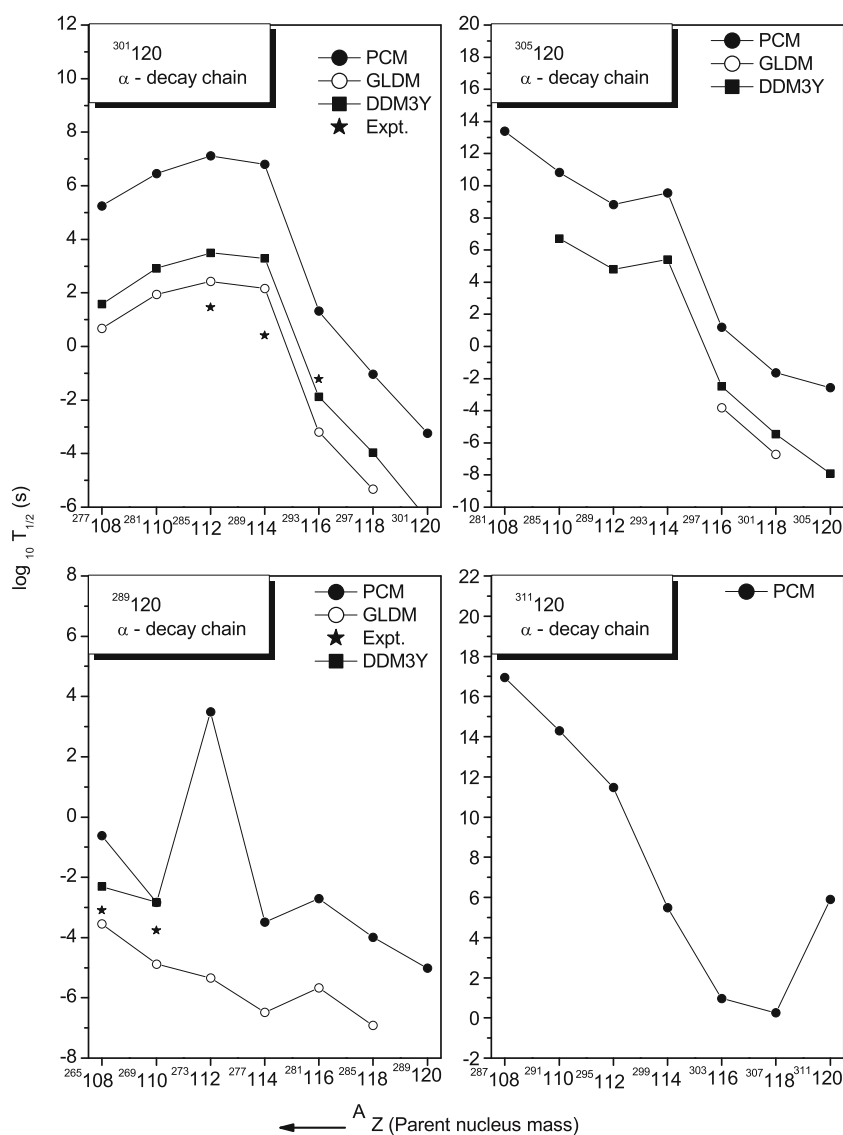 301120
α - decay chain
PCM
GLDM
DDM3Y
Expt.
12
10
8
6
4
2
0
-2
-4
-6
277108 281110 285112 289114 293116 297118 301120
305120
α - decay chain
PCM
GLDM
DDM3Y
20
18
16
14
12
10
8
6
4
2
0
-2
-4
-6
-8
-10
281108 285110 289112 293114 297116 301118 305120
log 10 T1/2 (s)
289120
α - decay chain
PCM
GLDM
Expt.
DDM3Y
8
6
4
2
0
-2
-4
-6
-8
265108 269110 273112 277114 281116 285118 289120
311120
α - decay chain
PCM
22
20
18
16
14
12
10
8
6
4
2
0
-2
287108 291110 295112 299114 303116 307118 311120
A Z (Parent nucleus mass)